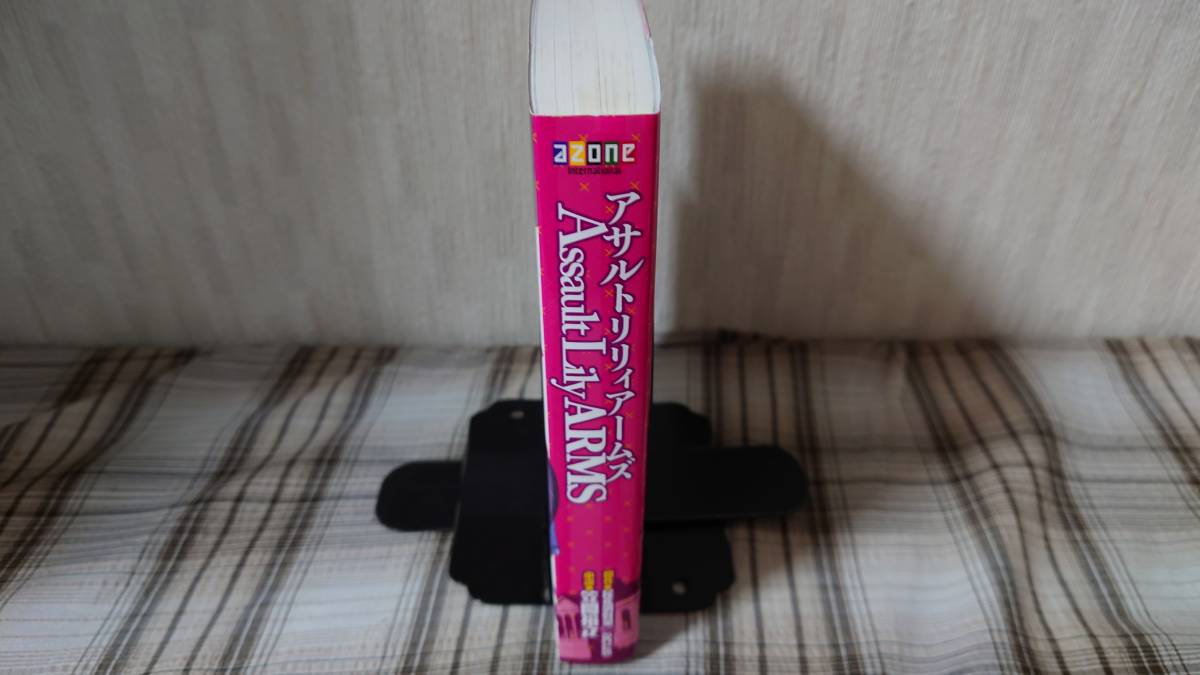 azone
international
アサルトリリィアームズ
Assault Lily ARMS